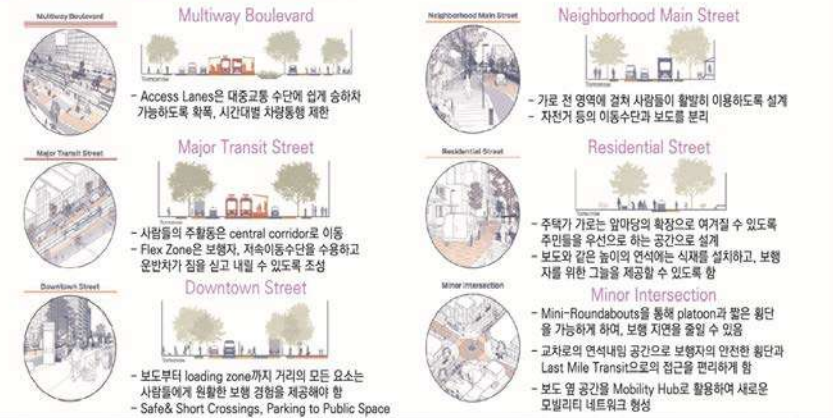 Multiway Boulevard
Multiway Boulevard
Tomorrow
- Access Lanes은 대중교통 수단에 쉽게 승하차
가능하도록 확폭, 시간대별 차량통행 제한
Major Transit Street
Major Transit Street
Tomorrow
- 사람들의 주활동은 central corridor로 이동
- Flex Zone은 보행자, 저속이동수단을 수용하고
운반차가 짐을 싣고 내릴 수 있도록 조성
Downtown Street
Downtown Street
Tomorrow
- 보도부터 loading zone까지 거리의 모든 요소는
사람들에게 원활한 보행 경험을 제공해야 함
- Safe& Short Crossings, Parking to Public Space
Neighborhood Main Street
Neighborhood Main Street
Tomorrow
- 가로 전 영역에 걸쳐 사람들이 활발히 이용하도록 설계
- 자전거 등의 이동수단과 보도를 분리
Residential Street
Residential Street
Tomorrow
- 주택가 가로는 앞마당의 확장으로 여겨질 수 있도록
주민들을 우선으로 하는 공간으로 설계
- 보도와 같은 높이의 연석에는 식재를 설치하고, 보행
자를 위한 그늘을 제공할 수 있도록 함
Minor Intersection
Minor Intersection
- Mini-Roundabouts을 통해 platoon과 짧은 횡단
을 가능하게 하여, 보행 지연을 줄일 수 있음
- 교차로의 연석내밈 공간으로 보행자의 안전한 횡단과
Last Mile Transit으로의 접근을 편리하게 함
- 보도 옆 공간을 Mobility Hub로 활용하여 새로운
모빌리티 네트워크 형성